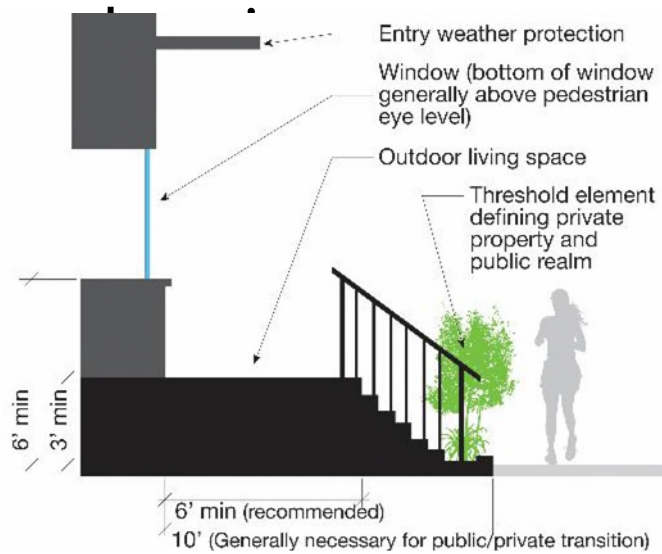 Entry weather protection
Window (bottom of window
generally above pedestrian
eye level)
Outdoor living space
Threshold element
defining private
property and
public realm
6’ min
3’ min
6’ min (recommended)
10’ (Generally necessary for public/private transition)